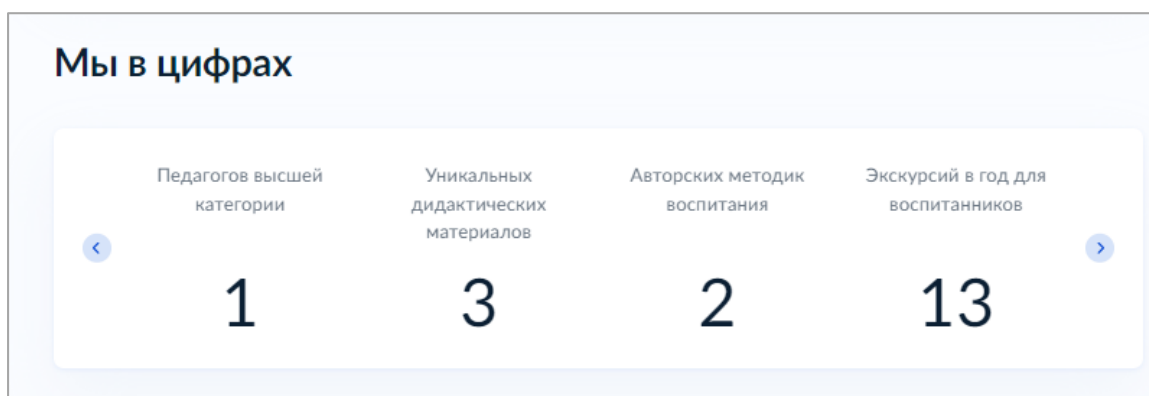 Мы в цифрах
Педагогов высшей
категории
1
Уникальных
дидактических
материалов
3
Авторских методик
воспитания
2
Экскурсий в год для
воспитанников
13